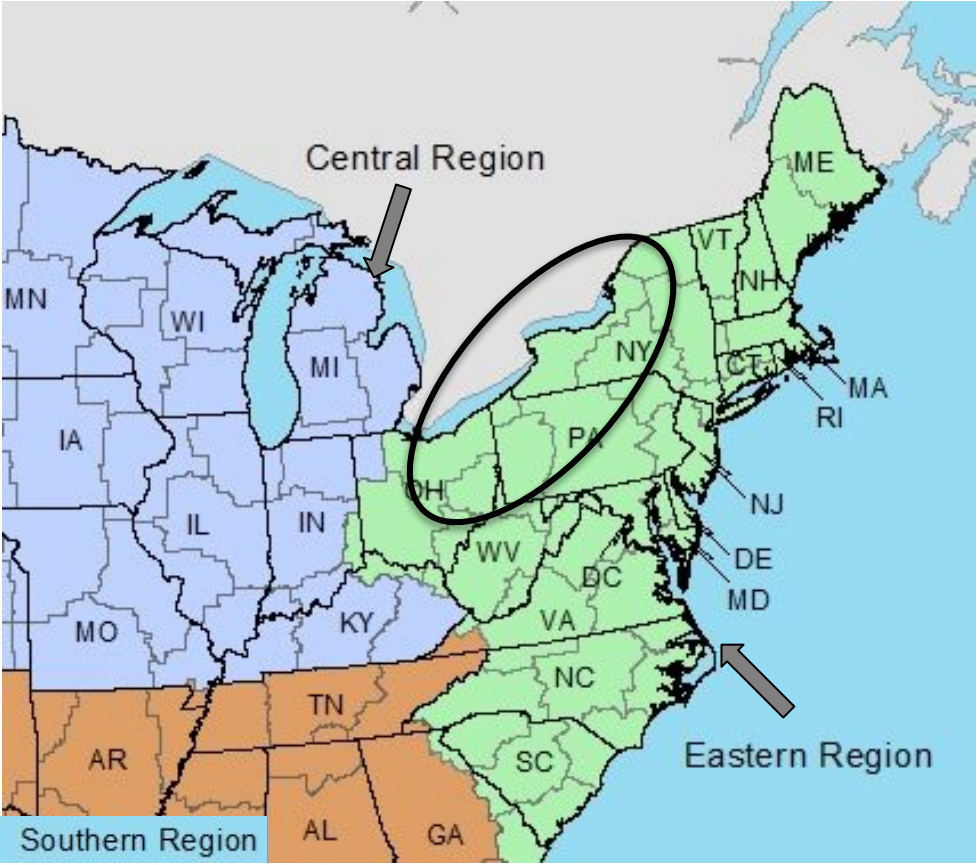 Central Region
ME
VT
NH
MN
WI
MI
NY
CT
MA
RI
IA
PA
OH
NJ
IL
IN
WV
DE
DC
MD
MO
KY
VA
NC
TN
AR
SC
Eastern Region
AL
GA
Southern Region